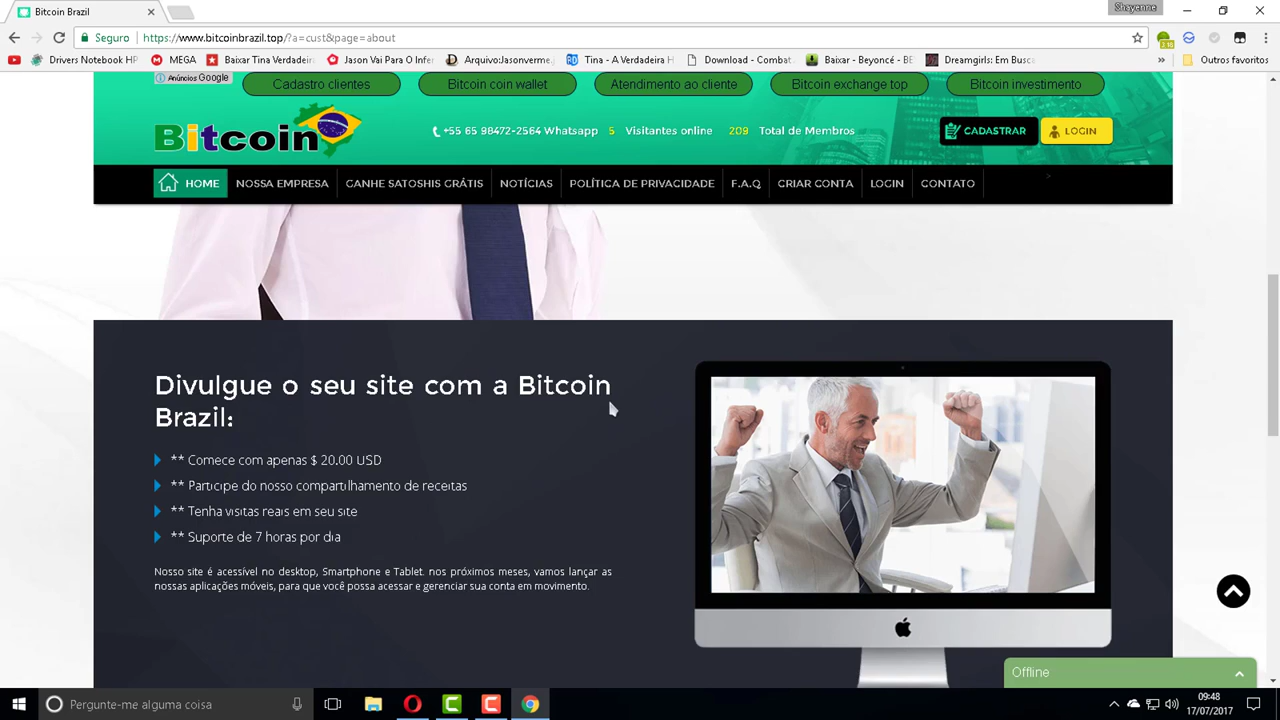 Bitcoin Brazil
Shayenne
Seguro
https://www.bitcoinbrazil.top/?a=cust&page=about
Drivers Notebook HP
MEGA
Baixar Tina Verdadeir
Jason Vai Para O Infer
Arquivo:Jasonverme.j
Tina - A Verdadeira H
Download - Combat
Baixar - Beyoncé - BE
Dreamgirls: Em Busca
Outros favoritos
Anúncios Google
Cadastro clientes
Bitcoin coin wallet
Atendimento ao cliente
Bitcoin exchange top
Bitcoin investimento
Bitcoin
+55 65 98472-2564 Whatsapp 5 Visitantes online 209 Total de Membros
CADASTRAR
LOGIN
HOME
NOSSA EMPRESA
GANHE SATOSHIS GRÁTIS
NOTÍCIAS
POLÍTICA DE PRIVACIDADE
F.A.Q
CRIAR CONTA
LOGIN
CONTATO
Divulgue o seu site com a Bitcoin
Brazil:
** Comece com apenas $ 20.00 USD
** Participe do nosso compartilhamento de receitas
** Tenha visitas reais em seu site
** Suporte de 7 horas por dia
Nosso site é acessível no desktop, Smartphone e Tablet. nos próximos meses, vamos lançar as
nossas aplicações móveis, para que você possa acessar e gerenciar sua conta em movimento.
Offline
Pergunte-me alguma coisa
09:48
17/07/2017